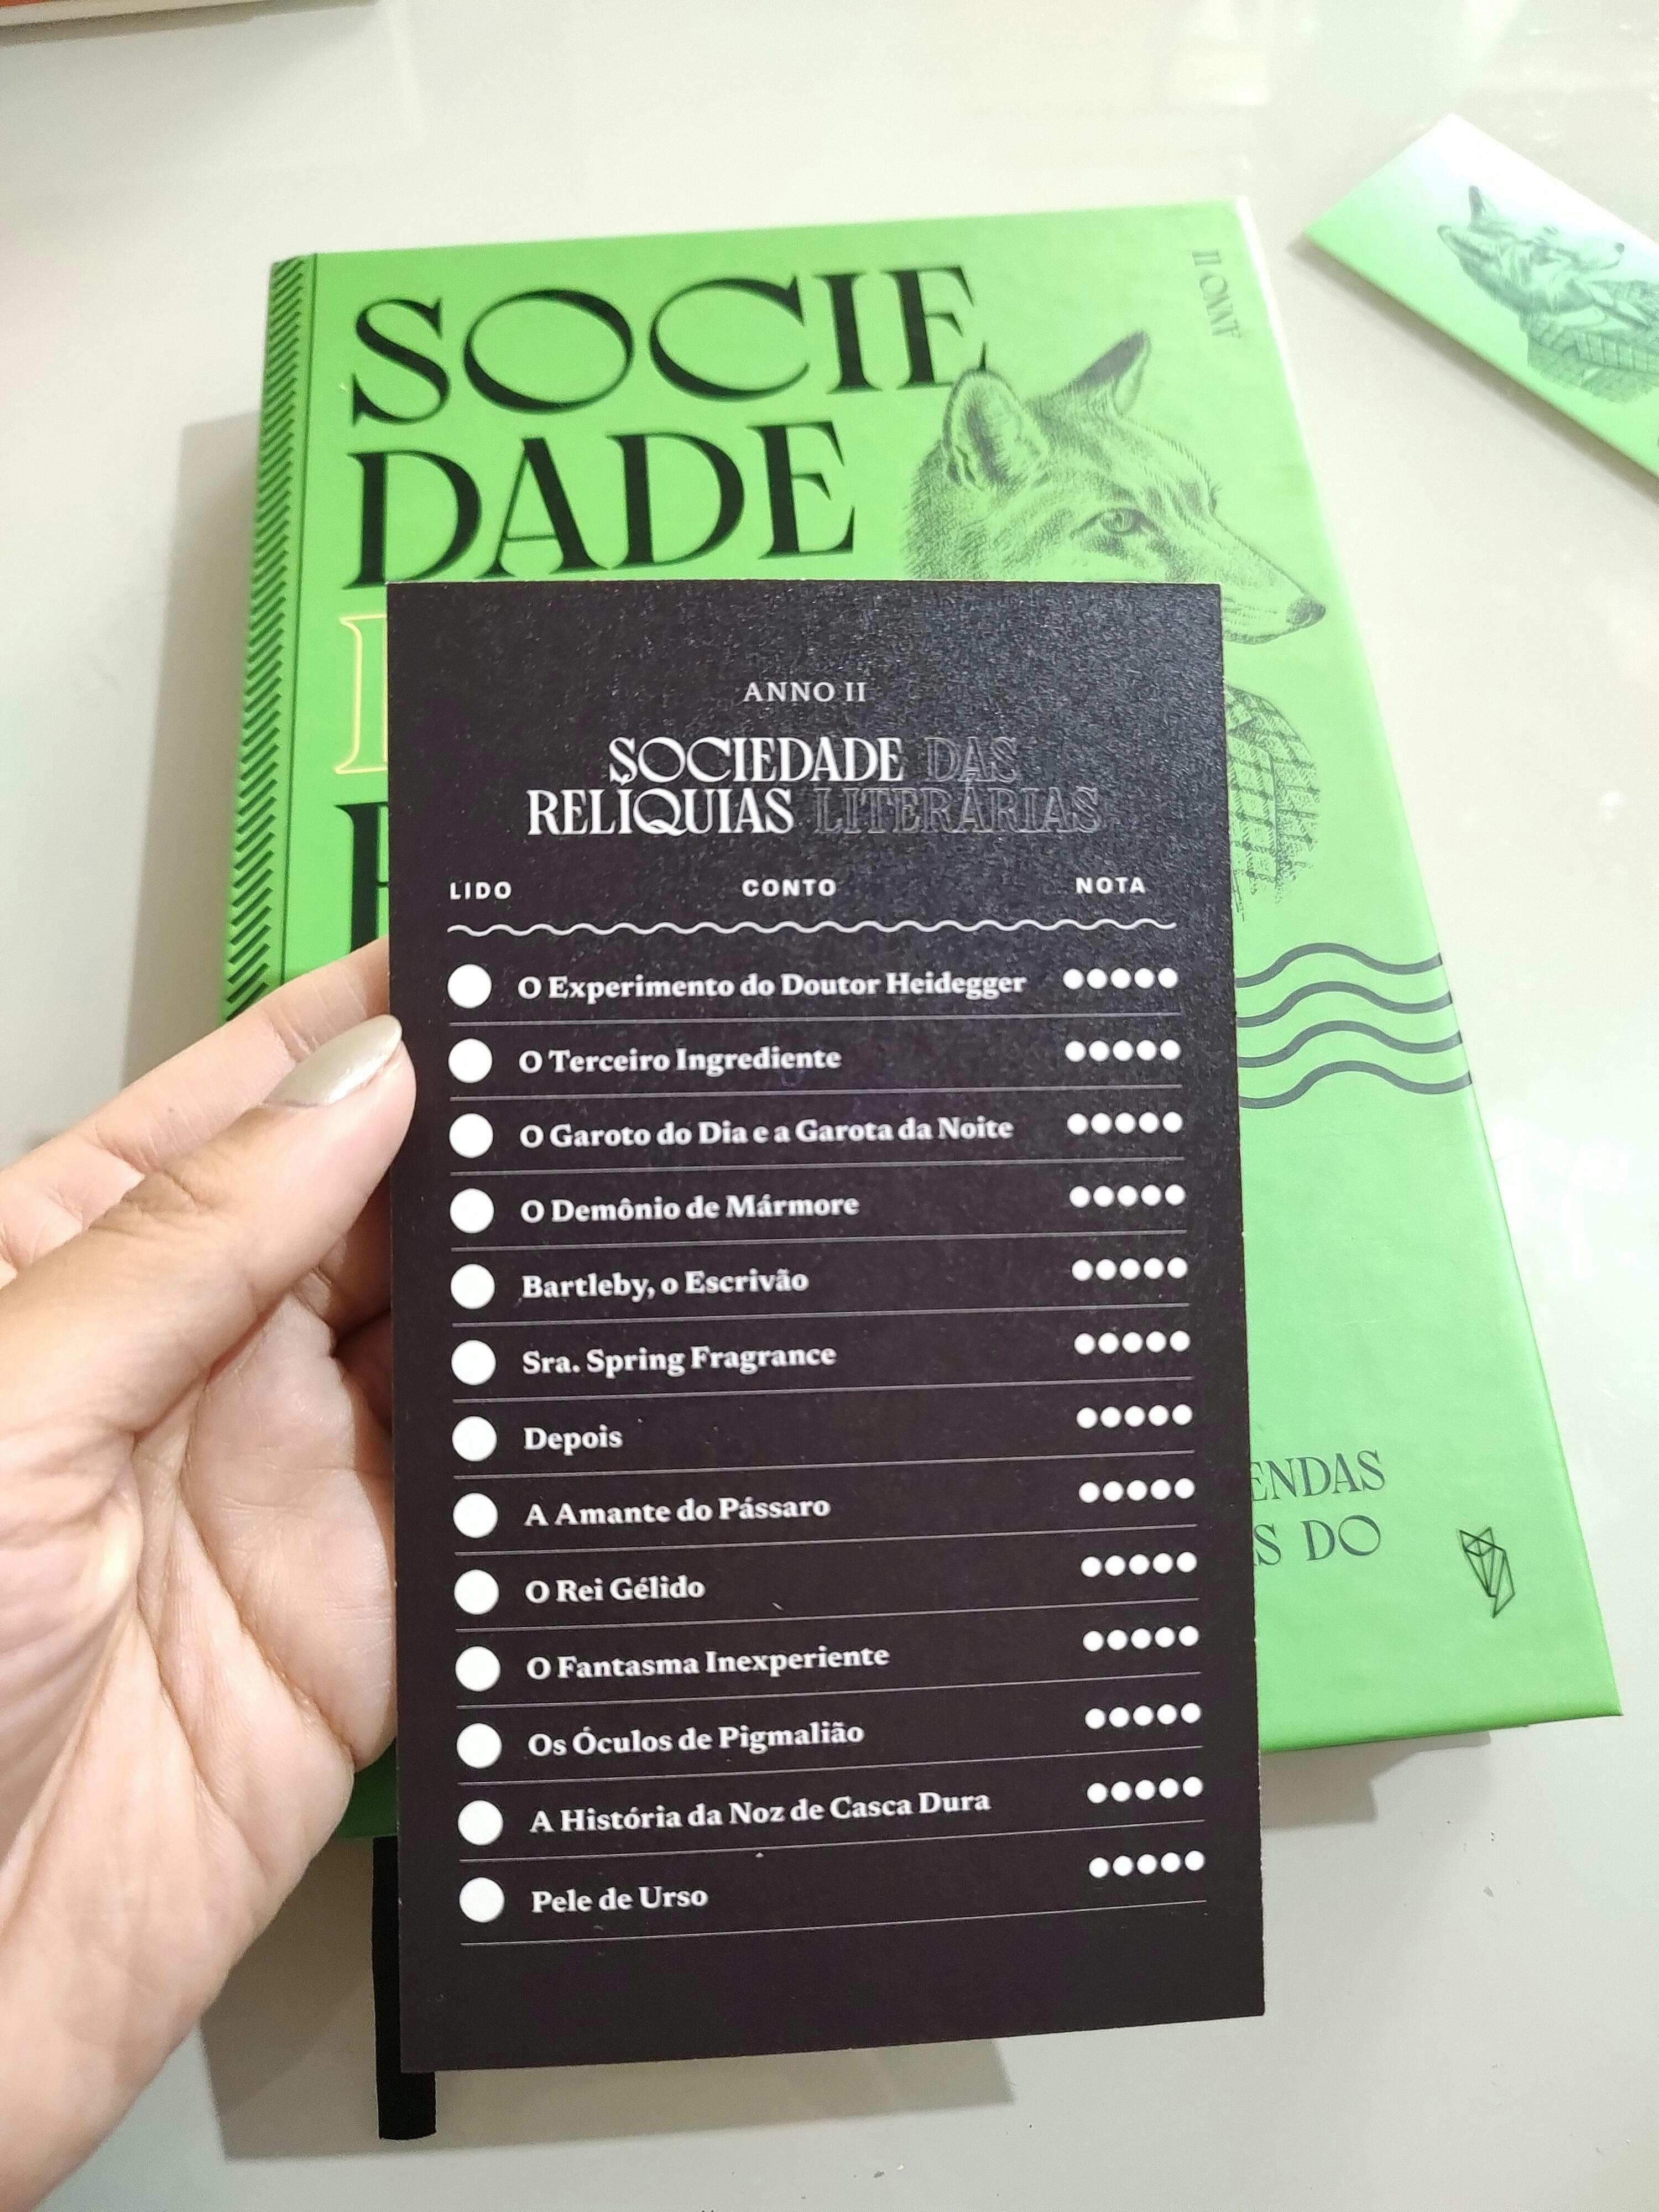 SOCIE
DADE
ANNO II
ANNO II
SOCIEDADE DAS
RELÍQUIAS LITERÁRIAS
LIDO CONTO NOTA
O Experimento do Doutor Heidegger
O Terceiro Ingrediente
O Garoto do Dia e a Garota da Noite
O Demônio de Mármore
Bartleby, o Escrivão
Sra. Spring Fragrance
Depois
A Amante do Pássaro
O Rei Gélido
O Fantasma Inexperiente
Os Óculos de Pigmalião
A História da Noz de Casca Dura
Pele de Urso
ENDAS
S DO